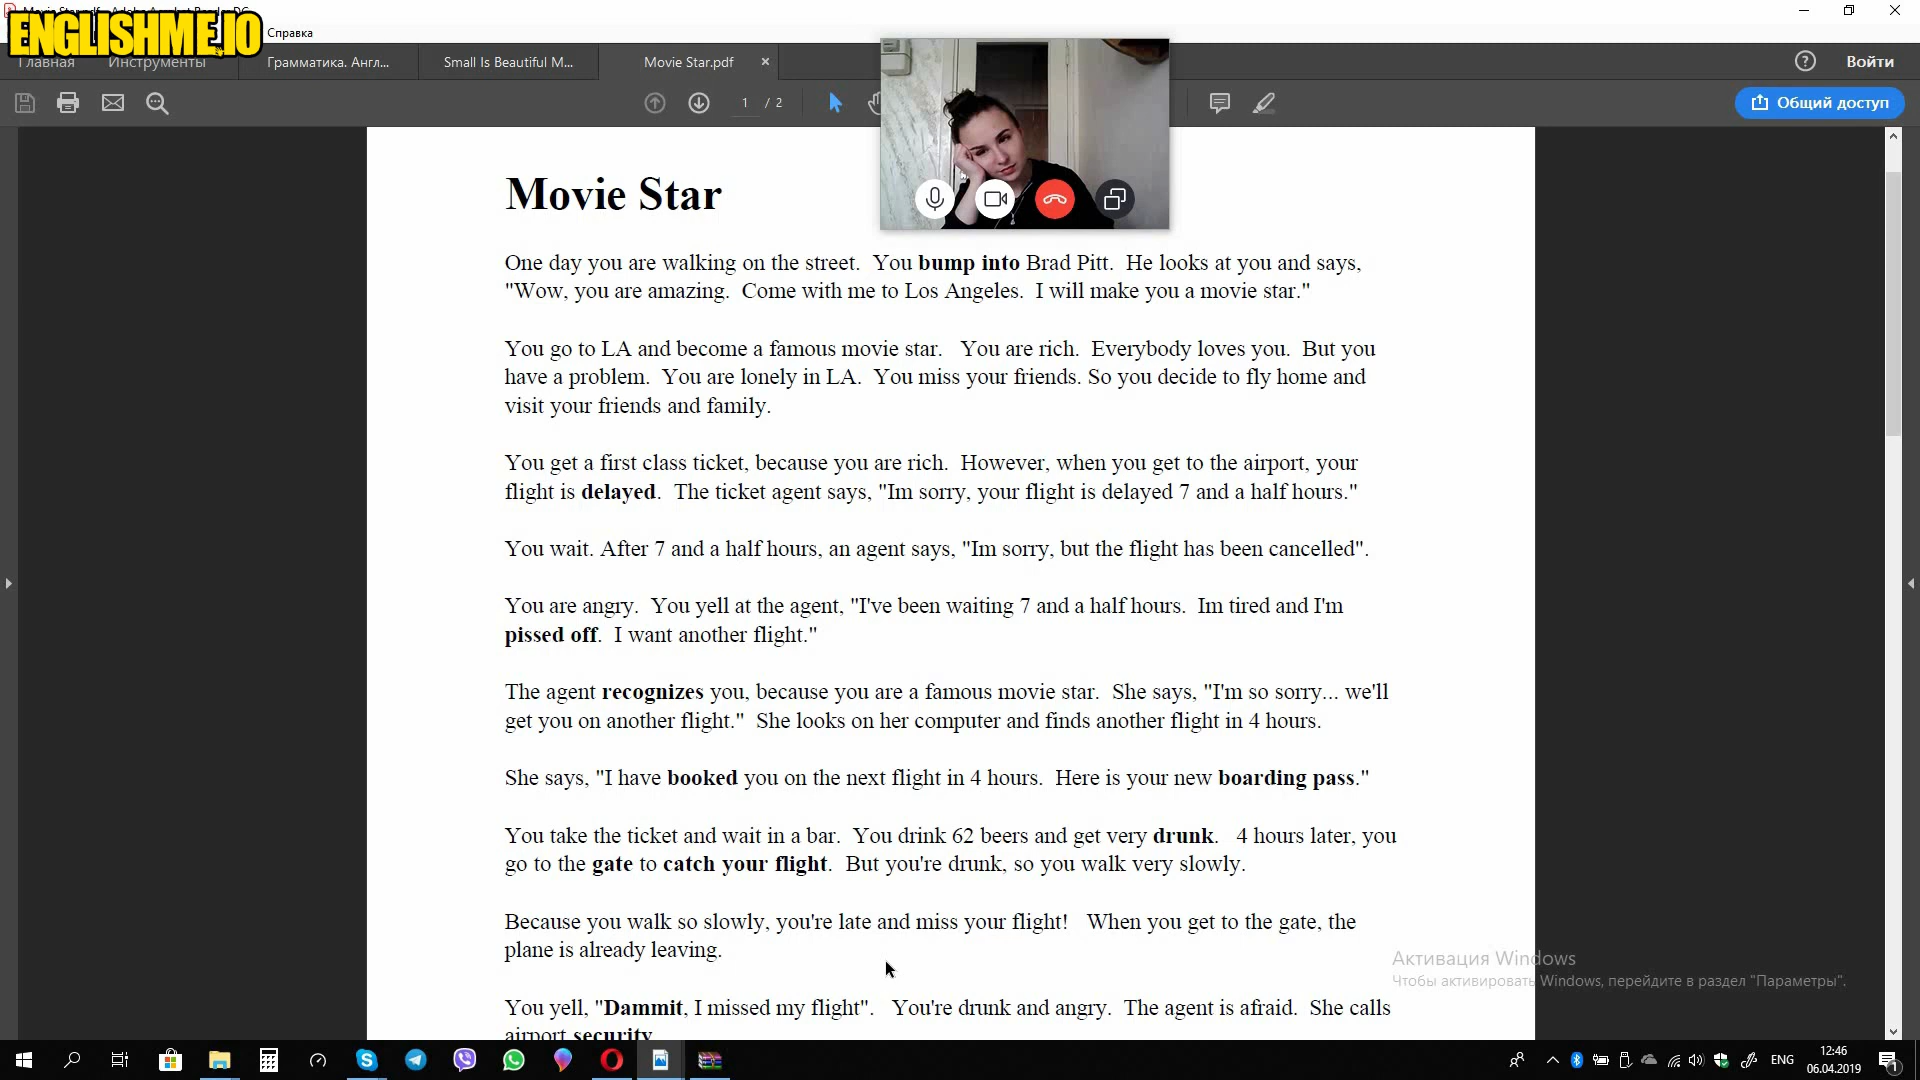 ENGLISHME.IO
Справка
Главная
Инструменты
Грамматика. Англ...
Small Is Beautiful M...
Movie Star.pdf
Войти
1 / 2
Общий доступ
Movie Star
One day you are walking on the street. You bump into Brad Pitt. He looks at you and says,
"Wow, you are amazing. Come with me to Los Angeles. I will make you a movie star."
You go to LA and become a famous movie star. You are rich. Everybody loves you. But you
have a problem. You are lonely in LA. You miss your friends. So you decide to fly home and
visit your friends and family.
You get a first class ticket, because you are rich. However, when you get to the airport, your
flight is delayed. The ticket agent says, "Im sorry, your flight is delayed 7 and a half hours."
You wait. After 7 and a half hours, an agent says, "Im sorry, but the flight has been cancelled".
You are angry. You yell at the agent, "I've been waiting 7 and a half hours. Im tired and I'm
pissed off. I want another flight."
The agent recognizes you, because you are a famous movie star. She says, "I'm so sorry... we'll
get you on another flight." She looks on her computer and finds another flight in 4 hours.
She says, "I have booked you on the next flight in 4 hours. Here is your new boarding pass."
You take the ticket and wait in a bar. You drink 62 beers and get very drunk. 4 hours later, you
go to the gate to catch your flight. But you're drunk, so you walk very slowly.
Because you walk so slowly, you're late and miss your flight! When you get to the gate, the
plane is already leaving.
Активация Windows
Чтобы активировать Windows, перейдите в раздел "Параметры".
You yell, "Dammit, I missed my flight". You're drunk and angry. The agent is afraid. She calls
airport security
ENG
12:46
06.04.2019
1